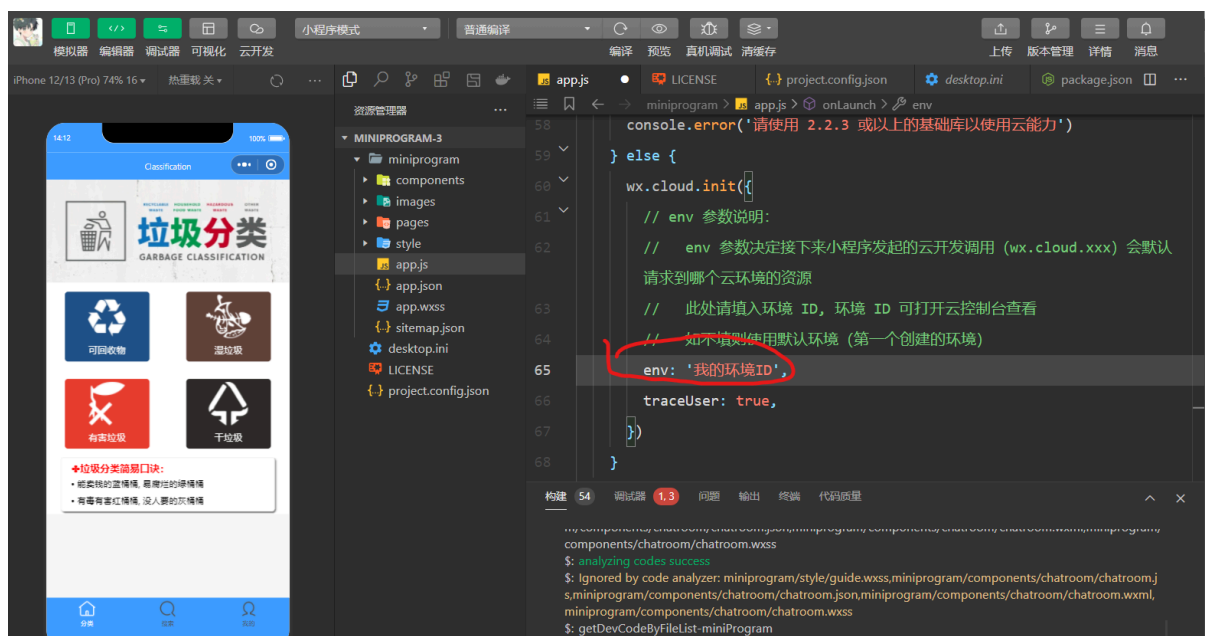 小程序模式
普通编译
模拟器 编辑器 调试器 可视化 云开发
编译 预览 真机调试 清缓存
上传 版本管理 详情 消息
iPhone 12/13 (Pro) 74% 16 热重载 关
14:12
100%
Classification
垃圾分类
GARBAGE CLASSIFICATION
可回收物
湿垃圾
有害垃圾
干垃圾
垃圾分类简易口诀:
• 能卖钱的蓝桶桶, 易腐烂的绿桶桶
• 有毒有害红桶桶, 没人要的灰桶桶
分类
资源管理器
MINIPROGRAM-3
miniprogram
components
images
pages
style
app.js
app.json
app.wxss
sitemap.json
desktop.ini
LICENSE
project.config.json
app.js
LICENSE
project.config.json
desktop.ini
package.json
miniprogram > app.js > onLaunch > env
58 console.error('请使用 2.2.3 或以上的基础库以使用云能力')
59 } else {
60 wx.cloud.init({
61 // env 参数说明:
62 // env 参数决定接下来小程序发起的云开发调用 (wx.cloud.xxx) 会默认
请求到哪个云环境的资源
63 // 此处请填入环境 ID, 环境 ID 可打开云控制台查看
64 // 如不填则使用默认环境 (第一个创建的环境)
65 env: '我的环境ID',
66 traceUser: true,
67 })
68 }
构建 54 调试器 1, 3 问题 输出 终端 代码质量
m/components/chatroom/chatroom.json,miniprogram/components/chatroom/chatroom.wxml,miniprogram/
components/chatroom/chatroom.wxss
$: analyzing codes success
$: Ignored by code analyzer: miniprogram/style/guide.wxss,miniprogram/components/chatroom/chatroom.j
s,miniprogram/components/chatroom/chatroom.json,miniprogram/components/chatroom/chatroom.wxml,
miniprogram/components/chatroom/chatroom.wxss
$: getDevCodeByFileList-miniProgram